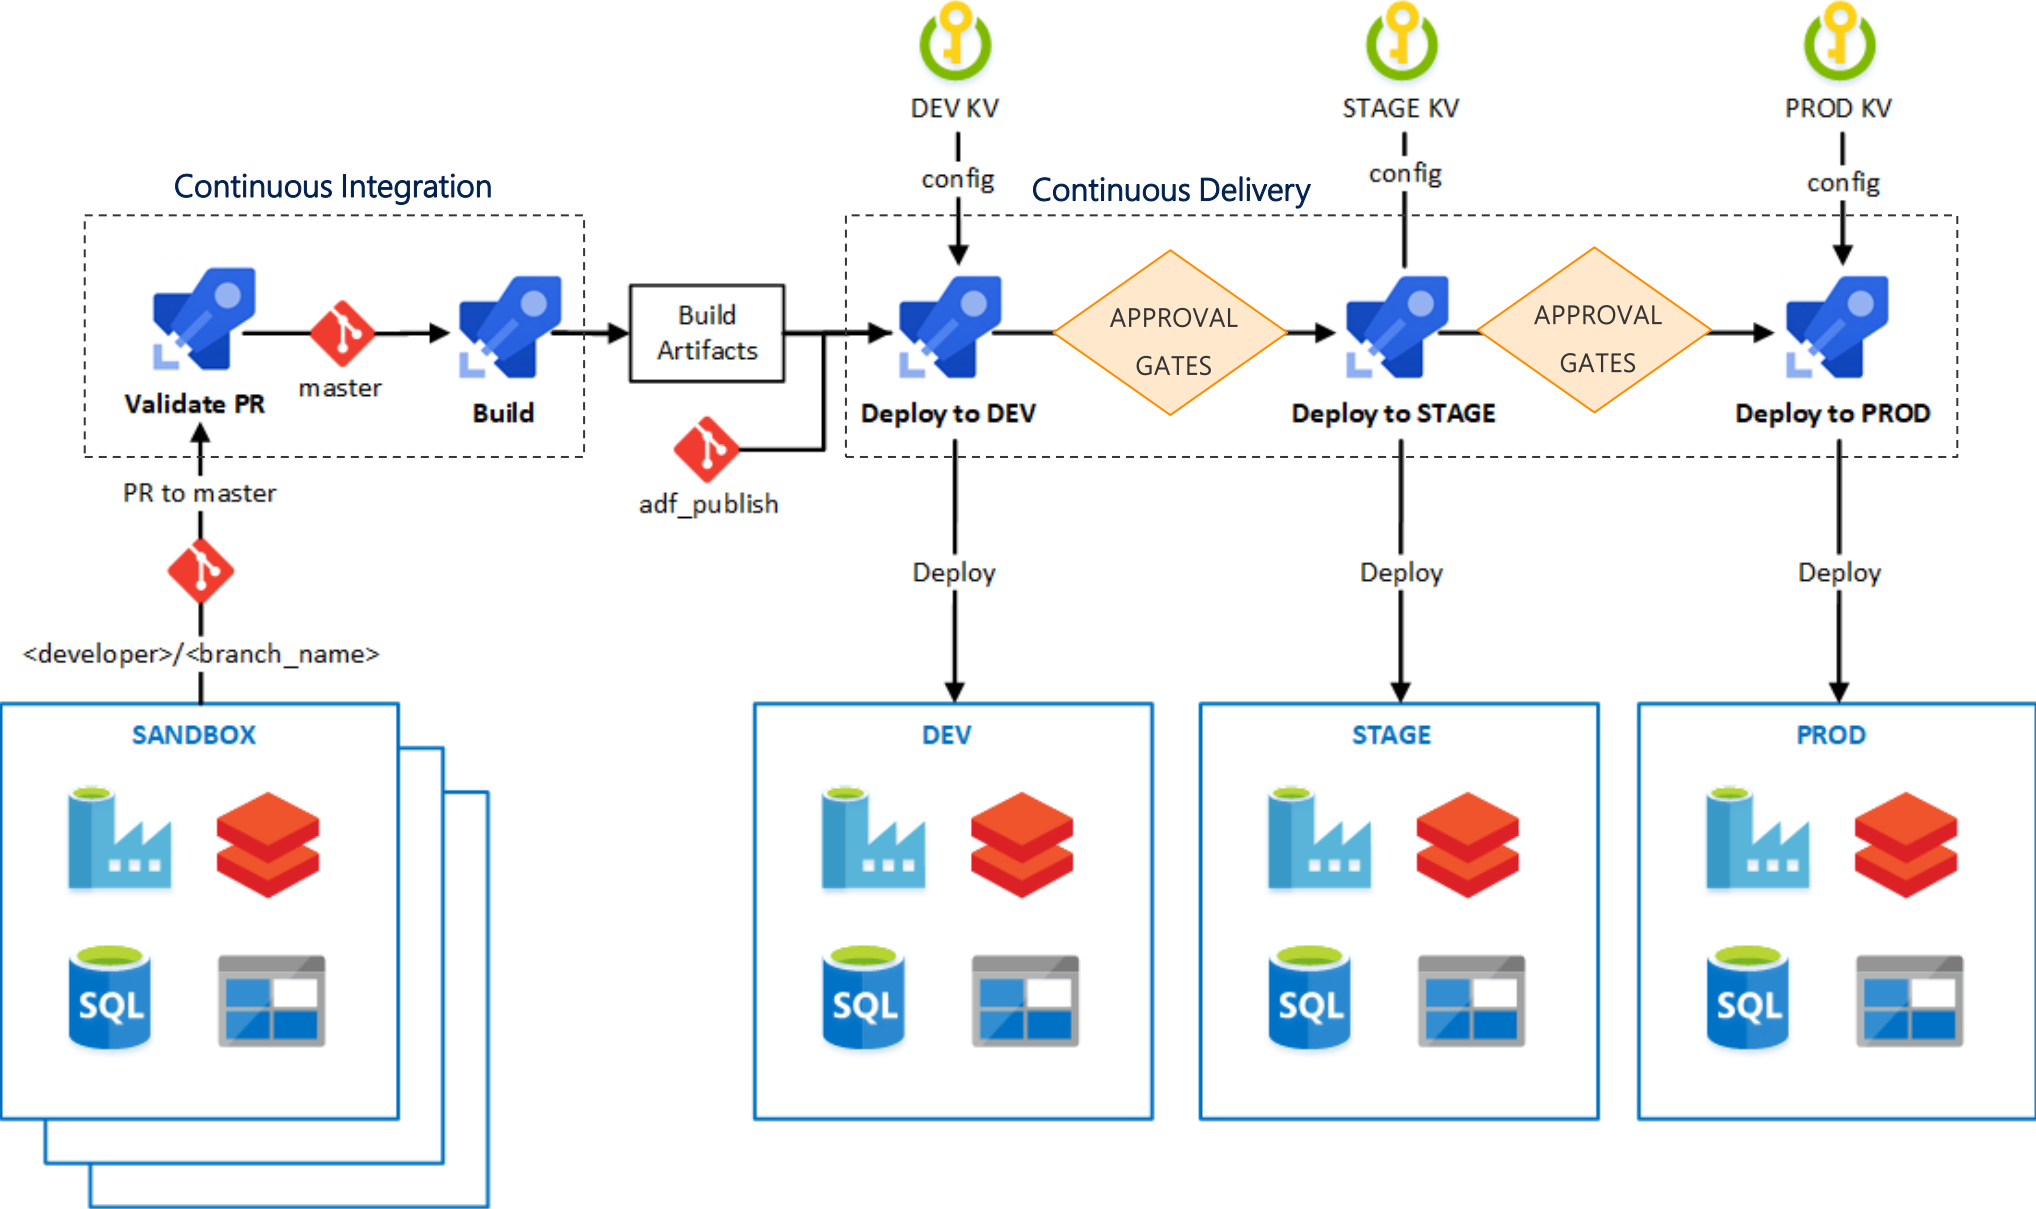 DEV KV
STAGE KV
PROD KV
config
config
config
Continuous Integration
Continuous Delivery
Validate PR
master
Build
Build
Artifacts
adf_publish
Deploy to DEV
APPROVAL
GATES
Deploy to STAGE
APPROVAL
GATES
Deploy to PROD
PR to master
<developer>/<branch_name>
Deploy
Deploy
Deploy
SANDBOX
SQL
DEV
SQL
STAGE
SQL
PROD
SQL